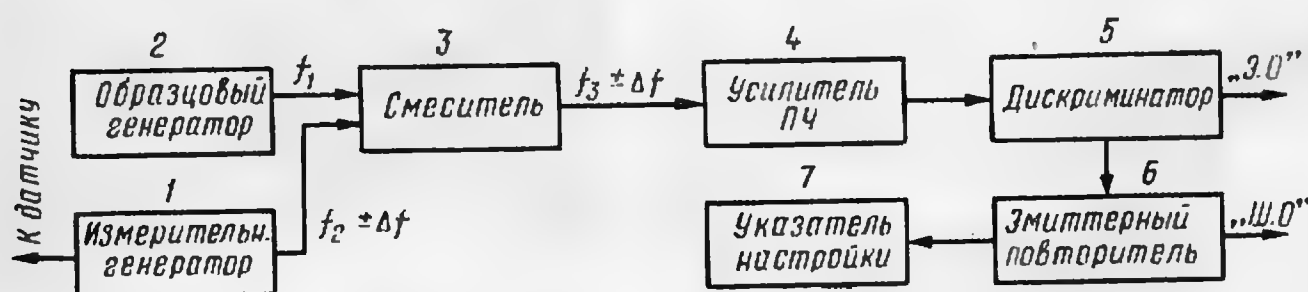 2
Образцовый
генератор
f₁
3
Смеситель
f₃ ± Δf
4
Усилитель
ПЧ
5
Дискриминатор
„Э.О”
К датчику
1
Измерительн.
генератор
f₂ ± Δf
7
Указатель
настройки
6
Эмиттерный
повторитель
„Ш.О”